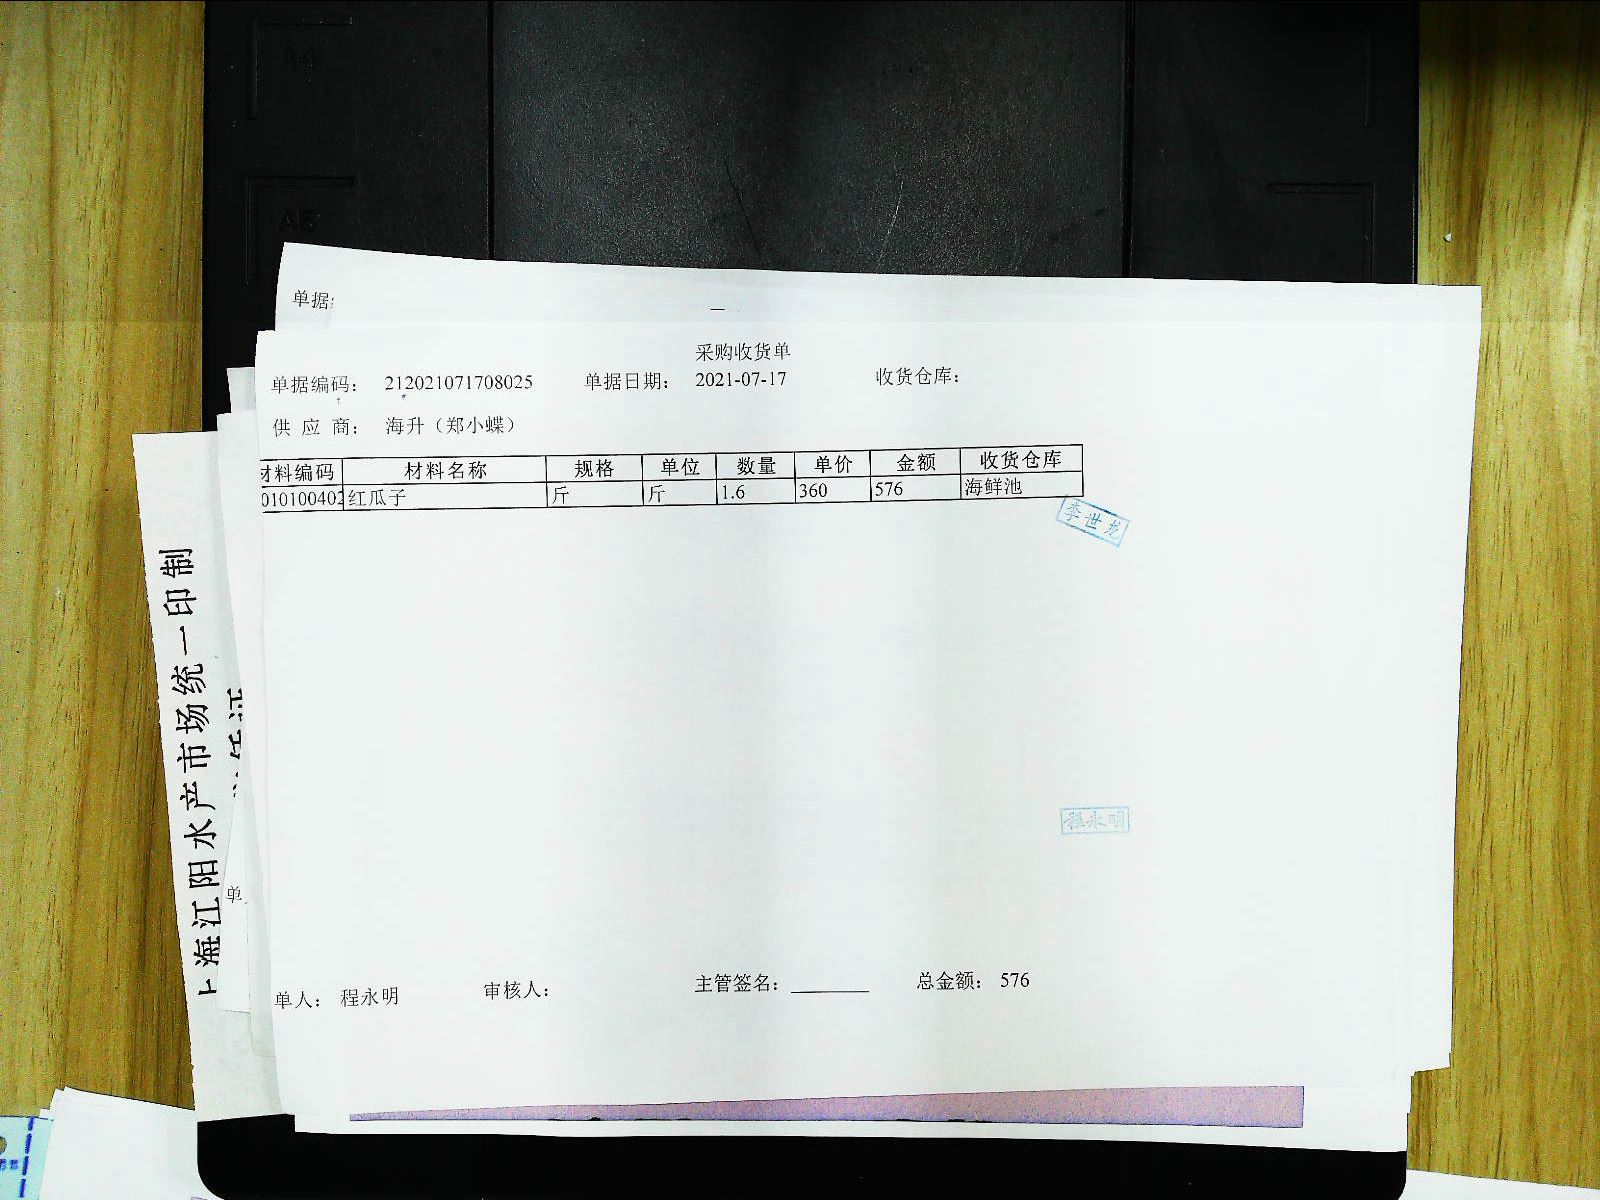 A4
A5
单据
采购收货单
单据编码： 212021071708025 单据日期： 2021-07-17 收货仓库：
供 应 商： 海升（郑小蝶）
材料编码 材料名称 规格 单位 数量 单价 金额 收货仓库
010100402 红瓜子 斤 斤 1.6 360 576 海鲜池
李世龙
程永明
单人： 程永明 审核人： 主管签名：________ 总金额： 576
上海江阳水产市场统一印制
单